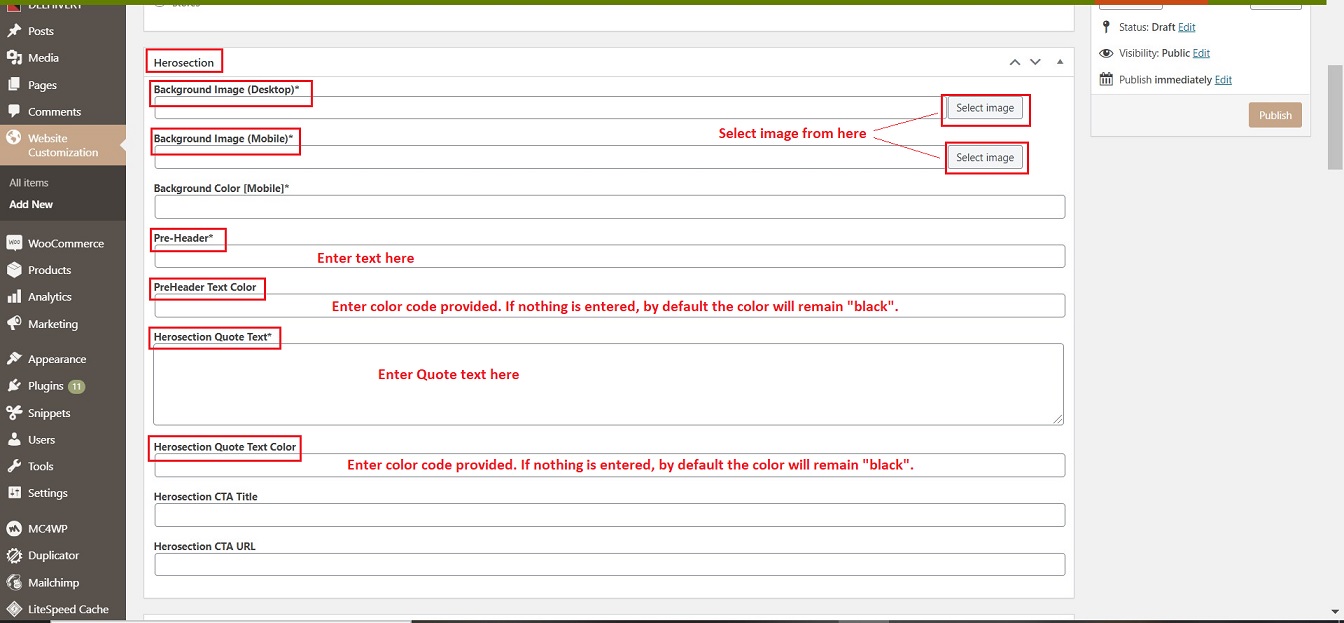 DELHIVERY
Posts
Media
Pages
Comments
Website
Customization
All items
Add New
WooCommerce
Products
Analytics
Marketing
Appearance
Plugins 11
Snippets
Users
Tools
Settings
MC4WP
Duplicator
Mailchimp
LiteSpeed Cache
Stores
Herosection
Background Image (Desktop)*
Select image
Select image from here
Background Image (Mobile)*
Select image
Background Color [Mobile]*
Pre-Header*
Enter text here
PreHeader Text Color
Enter color code provided. If nothing is entered, by default the color will remain "black".
Herosection Quote Text*
Enter Quote text here
Herosection Quote Text Color
Enter color code provided. If nothing is entered, by default the color will remain "black".
Herosection CTA Title
Herosection CTA URL
Status: Draft Edit
Visibility: Public Edit
Publish immediately Edit
Publish